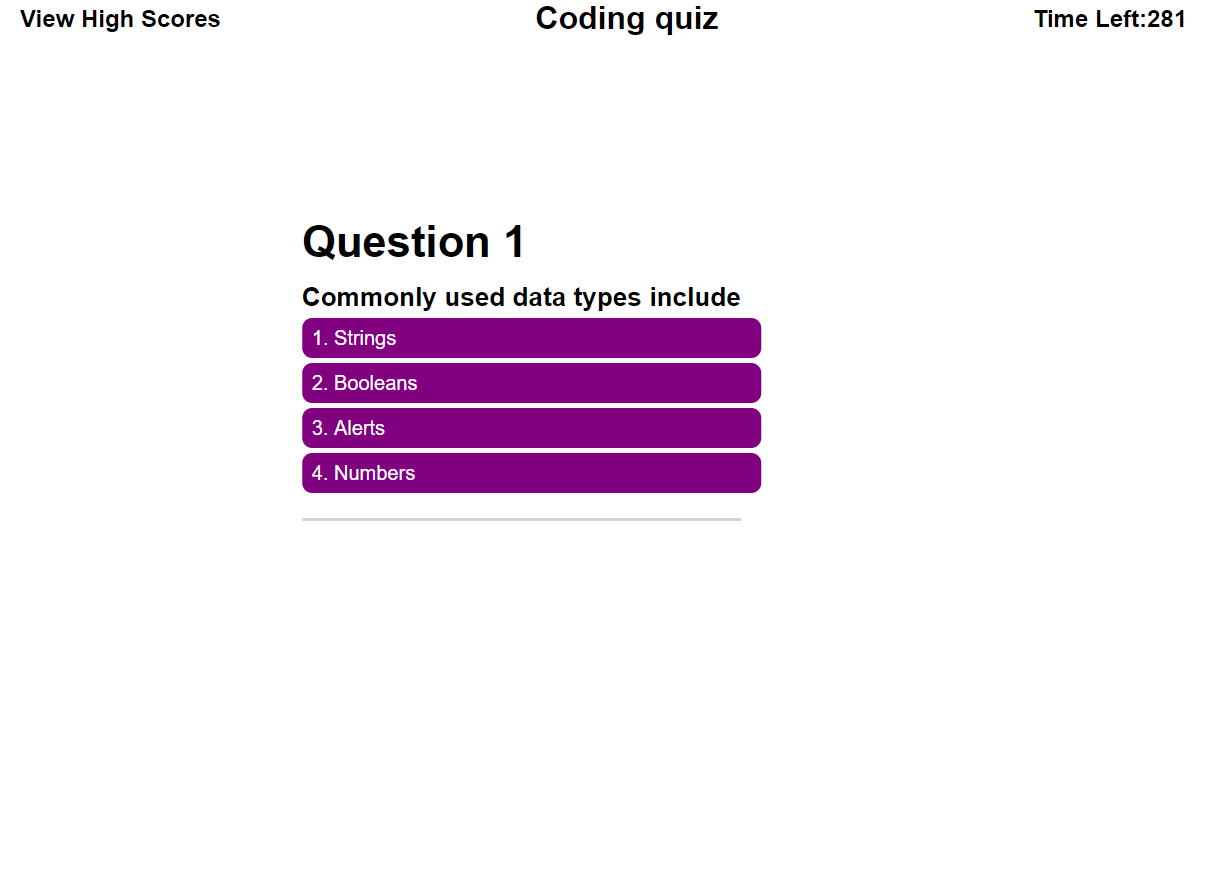 View High Scores
Coding quiz
Time Left:281
Question 1
Commonly used data types include
1. Strings
2. Booleans
3. Alerts
4. Numbers